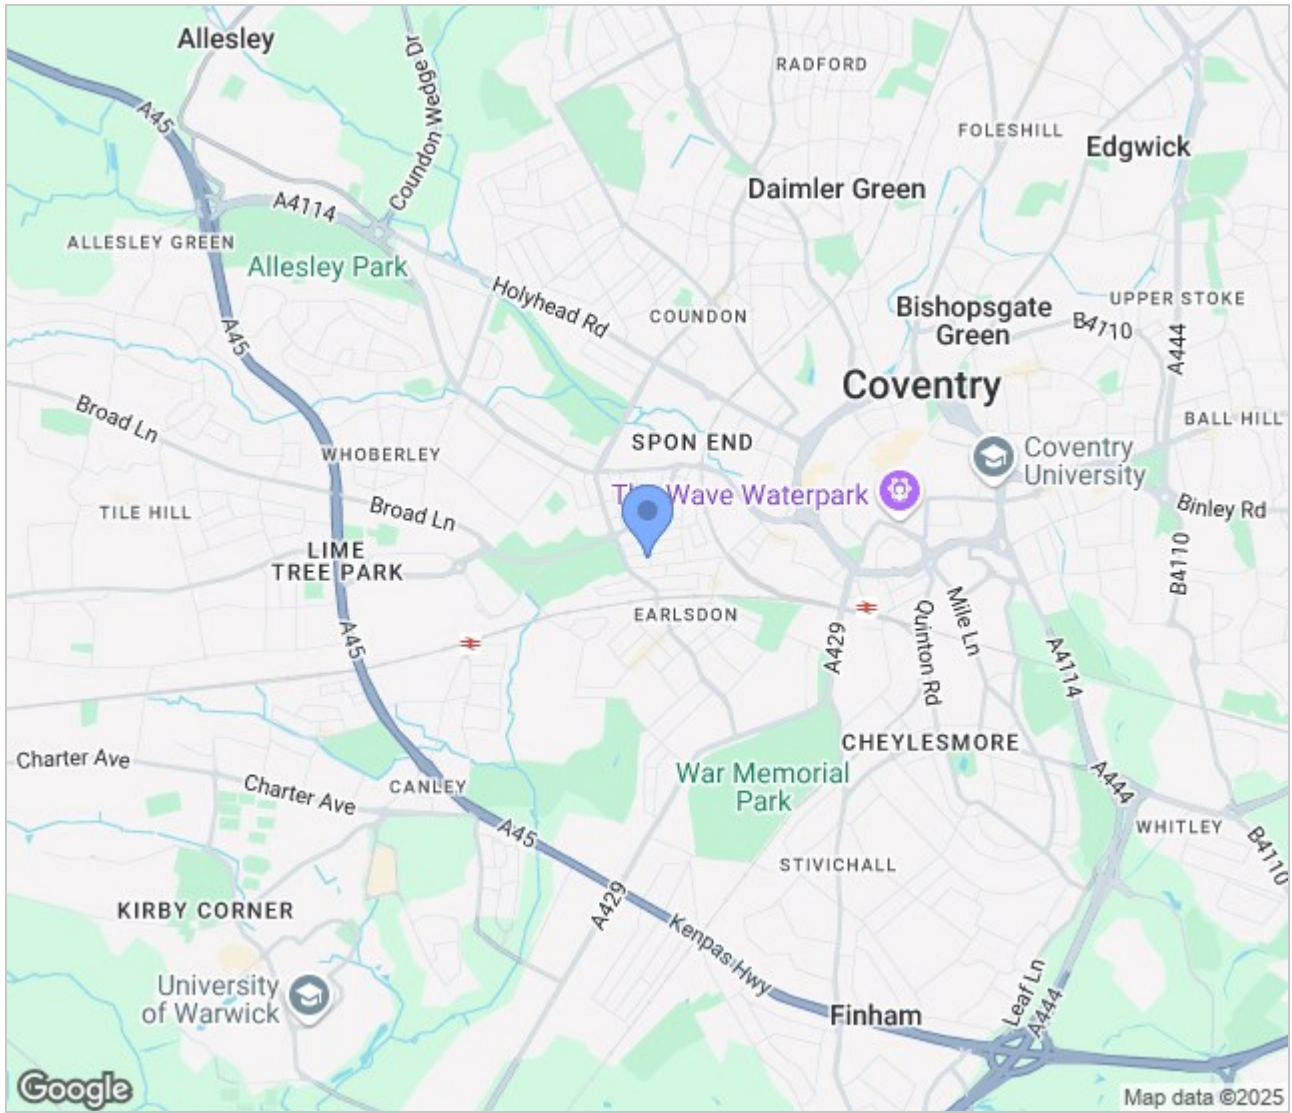 Allesley
Coundon Wedge Dr
RADFORD
A45
FOLESHILL
Edgwick
Daimler Green
A4114
ALLESLEY GREEN
Allesley Park
Holyhead Rd
COUNDON
Bishopsgate
Green
UPPER STOKE
B4110
A444
A45
Coventry
Broad Ln
BALL HILL
SPON END
WHOBERLEY
Coventry
University
The Wave Waterpark
Binley Rd
TILE HILL
Broad Ln
LIME
TREE PARK
B4110
EARLSDON
Mile Ln
Quinton Rd
A429
A45
A4114
Charter Ave
CHEYLESMORE
War Memorial
Park
Charter Ave
CANLEY
A444
WHITLEY
A45
B4110
STIVICHALL
KIRBY CORNER
A429
Kenpas Hwy
University
of Warwick
Leaf Ln
A444
Finham
Google
Map data ©2025